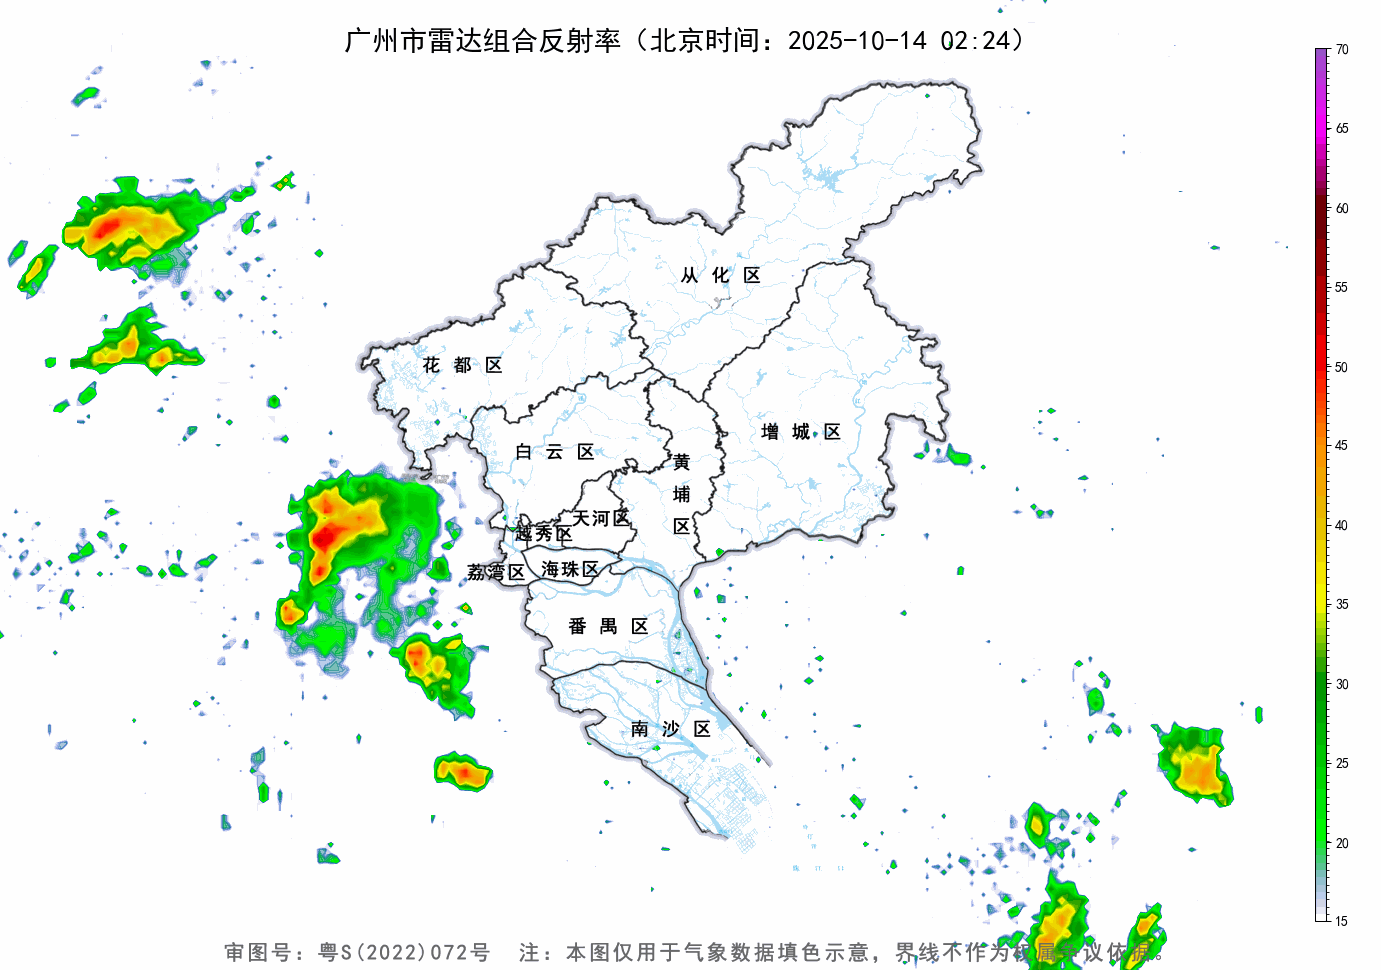 广州市雷达组合反射率（北京时间：2025-10-14 02:24）
70
65
60
55
50
45
40
35
30
25
20
15
从化区
花都区
增城区
白云区
黄埔区
天河区
越秀区
荔湾区
海珠区
番禺区
南沙区
审图号：粤S(2022)072号 注：本图仅用于气象数据填色示意，界线不作为权属争议依据。